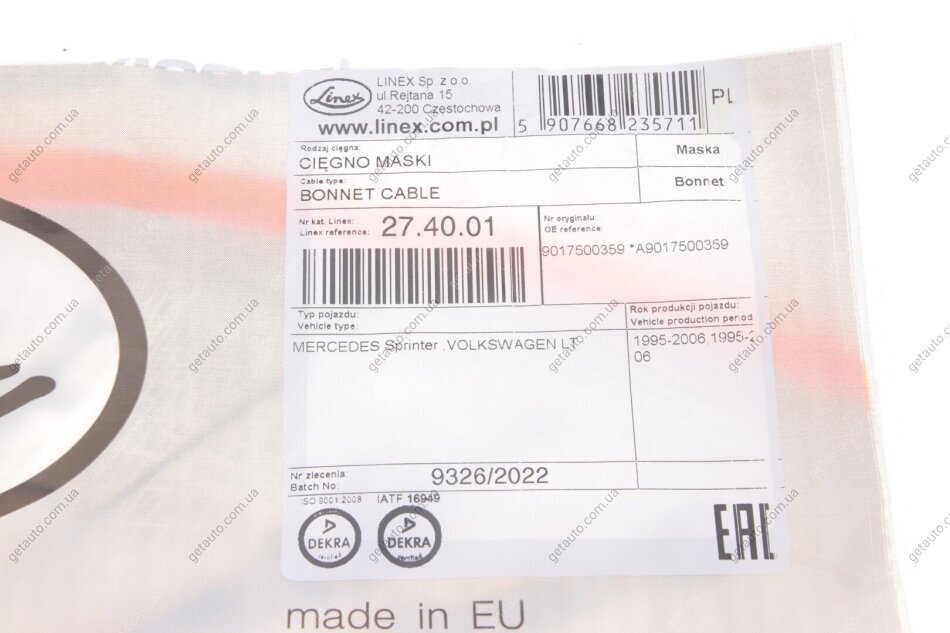 Linex
LINEX Sp. z o.o.
ul.Rejtana 15
42-200 Częstochowa
www.linex.com.pl
5 907668 235711
PL
Rodzaj cięgna:
CIĘGNO MASKI
Maska
Cable type:
BONNET CABLE
Bonnet
Nr kat. Linex:
Linex reference:
27.40.01
Nr oryginału:
OE reference:
9017500359 *A9017500359
Typ pojazdu:
Vehicle type:
Rok produkcji pojazdu:
Vehicle production period
MERCEDES Sprinter ,VOLKSWAGEN LT
1995-2006,1995-
06
Nr zlecenia:
Batch No:
9326/2022
ISO 9001:2008
IATF 16949
DEKRA
certified
DEKRA
certified
EAC
made in EU
getauto.com.ua